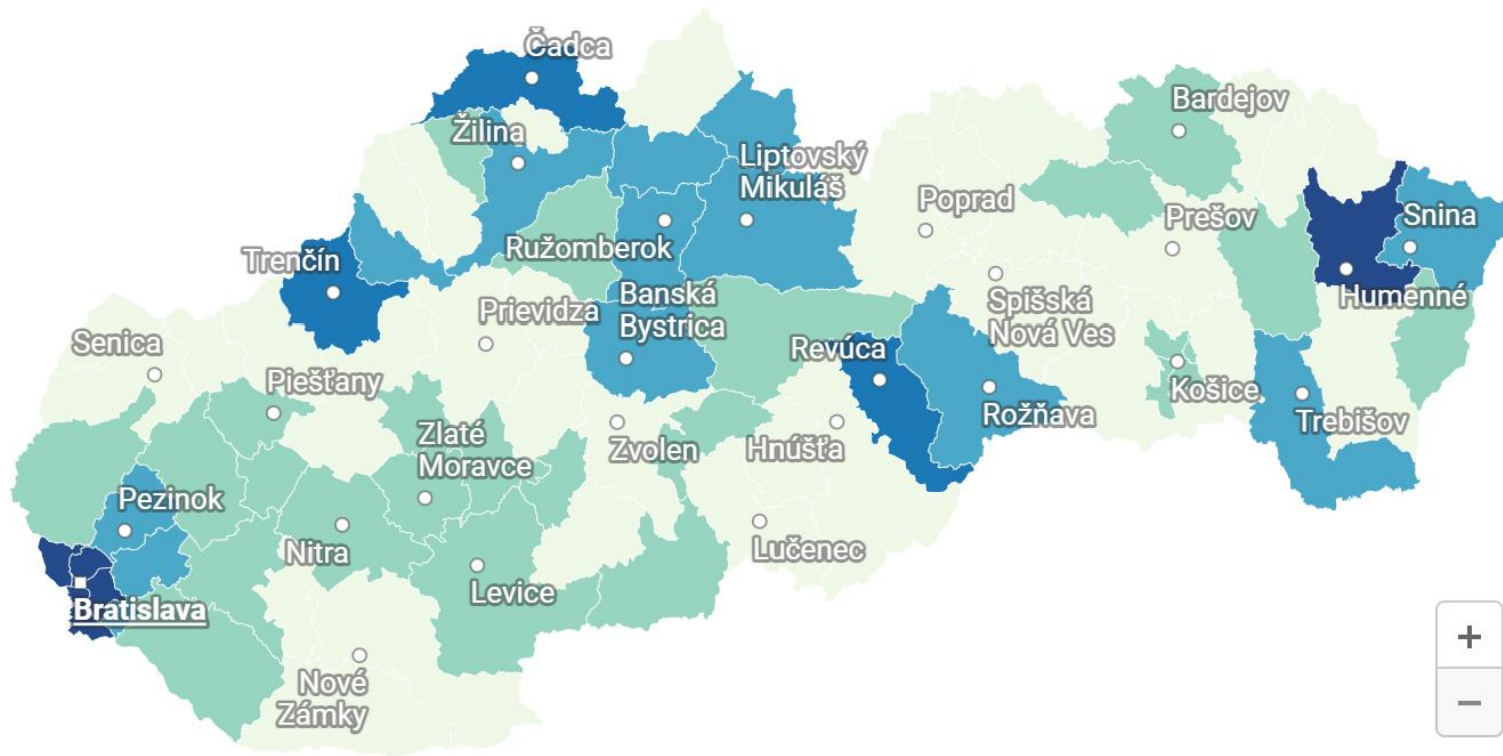 Čadca
Bardejov
Žilina
Liptovský
Mikuláš
Poprad
Prešov
Snina
Ružomberok
Trenčín
Humenné
Banská
Bystrica
Spišská
Nová Ves
Prievidza
Senica
Revúca
Piešťany
Košice
Rožňava
Trebišov
Zlaté
Moravce
Zvolen
Hnúšťa
Pezinok
Nitra
Lučenec
Levice
Bratislava
Nové
Zámky
+
−